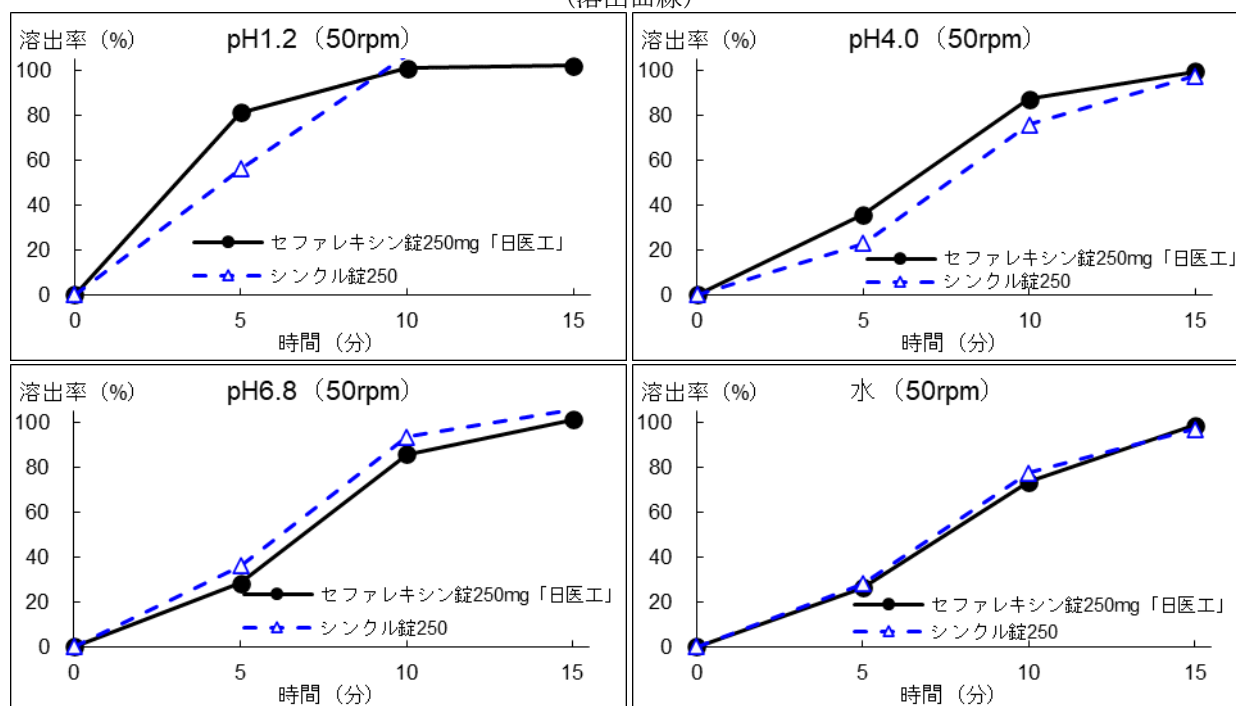 (溶出曲線)
溶出率 (%)
pH1.2 (50rpm)
100
80
60
40
20
0
セファレキシン錠250mg「日医工」
シンクル錠250
0 5 10 15
時間 (分)
溶出率 (%)
pH4.0 (50rpm)
100
80
60
40
20
0
セファレキシン錠250mg「日医工」
シンクル錠250
0 5 10 15
時間 (分)
溶出率 (%)
pH6.8 (50rpm)
100
80
60
40
20
0
セファレキシン錠250mg「日医工」
シンクル錠250
0 5 10 15
時間 (分)
溶出率 (%)
水 (50rpm)
100
80
60
40
20
0
セファレキシン錠250mg「日医工」
シンクル錠250
0 5 10 15
時間 (分)